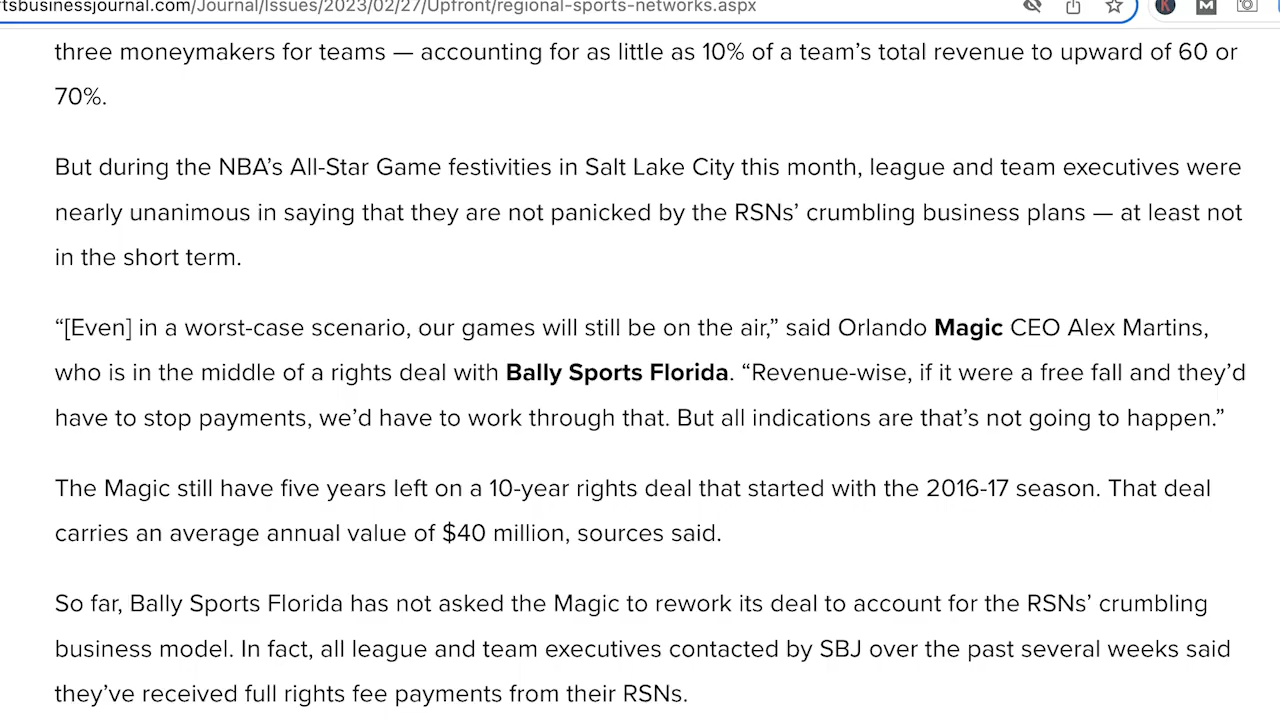 rtsbusinessjournal.com/Journal/Issues/2023/02/27/Upfront/regional-sports-networks.aspx
three moneymakers for teams — accounting for as little as 10% of a team’s total revenue to upward of 60 or
70%.
But during the NBA’s All-Star Game festivities in Salt Lake City this month, league and team executives were
nearly unanimous in saying that they are not panicked by the RSNs’ crumbling business plans — at least not
in the short term.
“[Even] in a worst-case scenario, our games will still be on the air,” said Orlando Magic CEO Alex Martins,
who is in the middle of a rights deal with Bally Sports Florida. “Revenue-wise, if it were a free fall and they’d
have to stop payments, we’d have to work through that. But all indications are that’s not going to happen.”
The Magic still have five years left on a 10-year rights deal that started with the 2016-17 season. That deal
carries an average annual value of $40 million, sources said.
So far, Bally Sports Florida has not asked the Magic to rework its deal to account for the RSNs’ crumbling
business model. In fact, all league and team executives contacted by SBJ over the past several weeks said
they’ve received full rights fee payments from their RSNs.